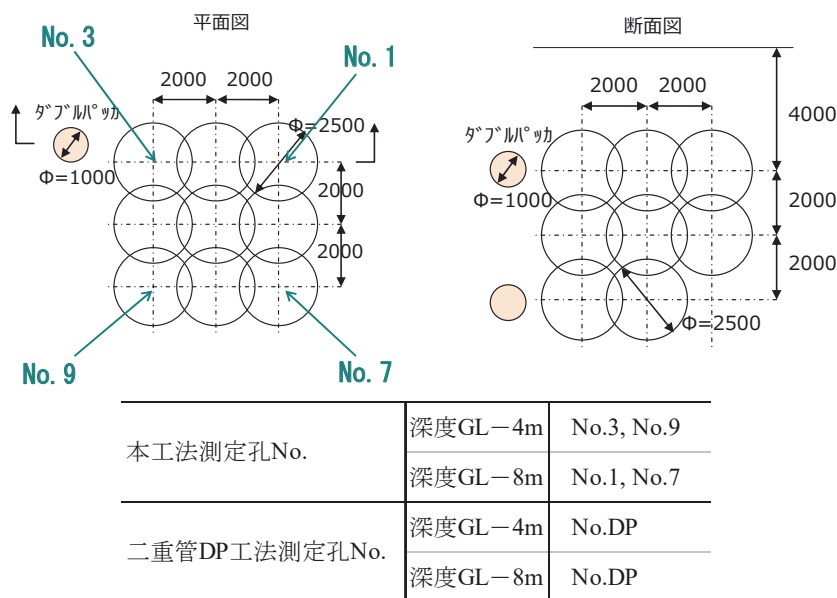 平面図
No. 3
No. 1
2000
2000
ﾀﾞﾌﾞﾙﾊﾟｯｶ
Φ=1000
Φ=2500
2000
2000
No. 9
No. 7
断面図
2000
2000
4000
ﾀﾞﾌﾞﾙﾊﾟｯｶ
Φ=1000
2000
2000
Φ=2500
本工法測定孔No.
深度GL－4m
No.3, No.9
深度GL－8m
No.1, No.7
二重管DP工法測定孔No.
深度GL－4m
No.DP
深度GL－8m
No.DP